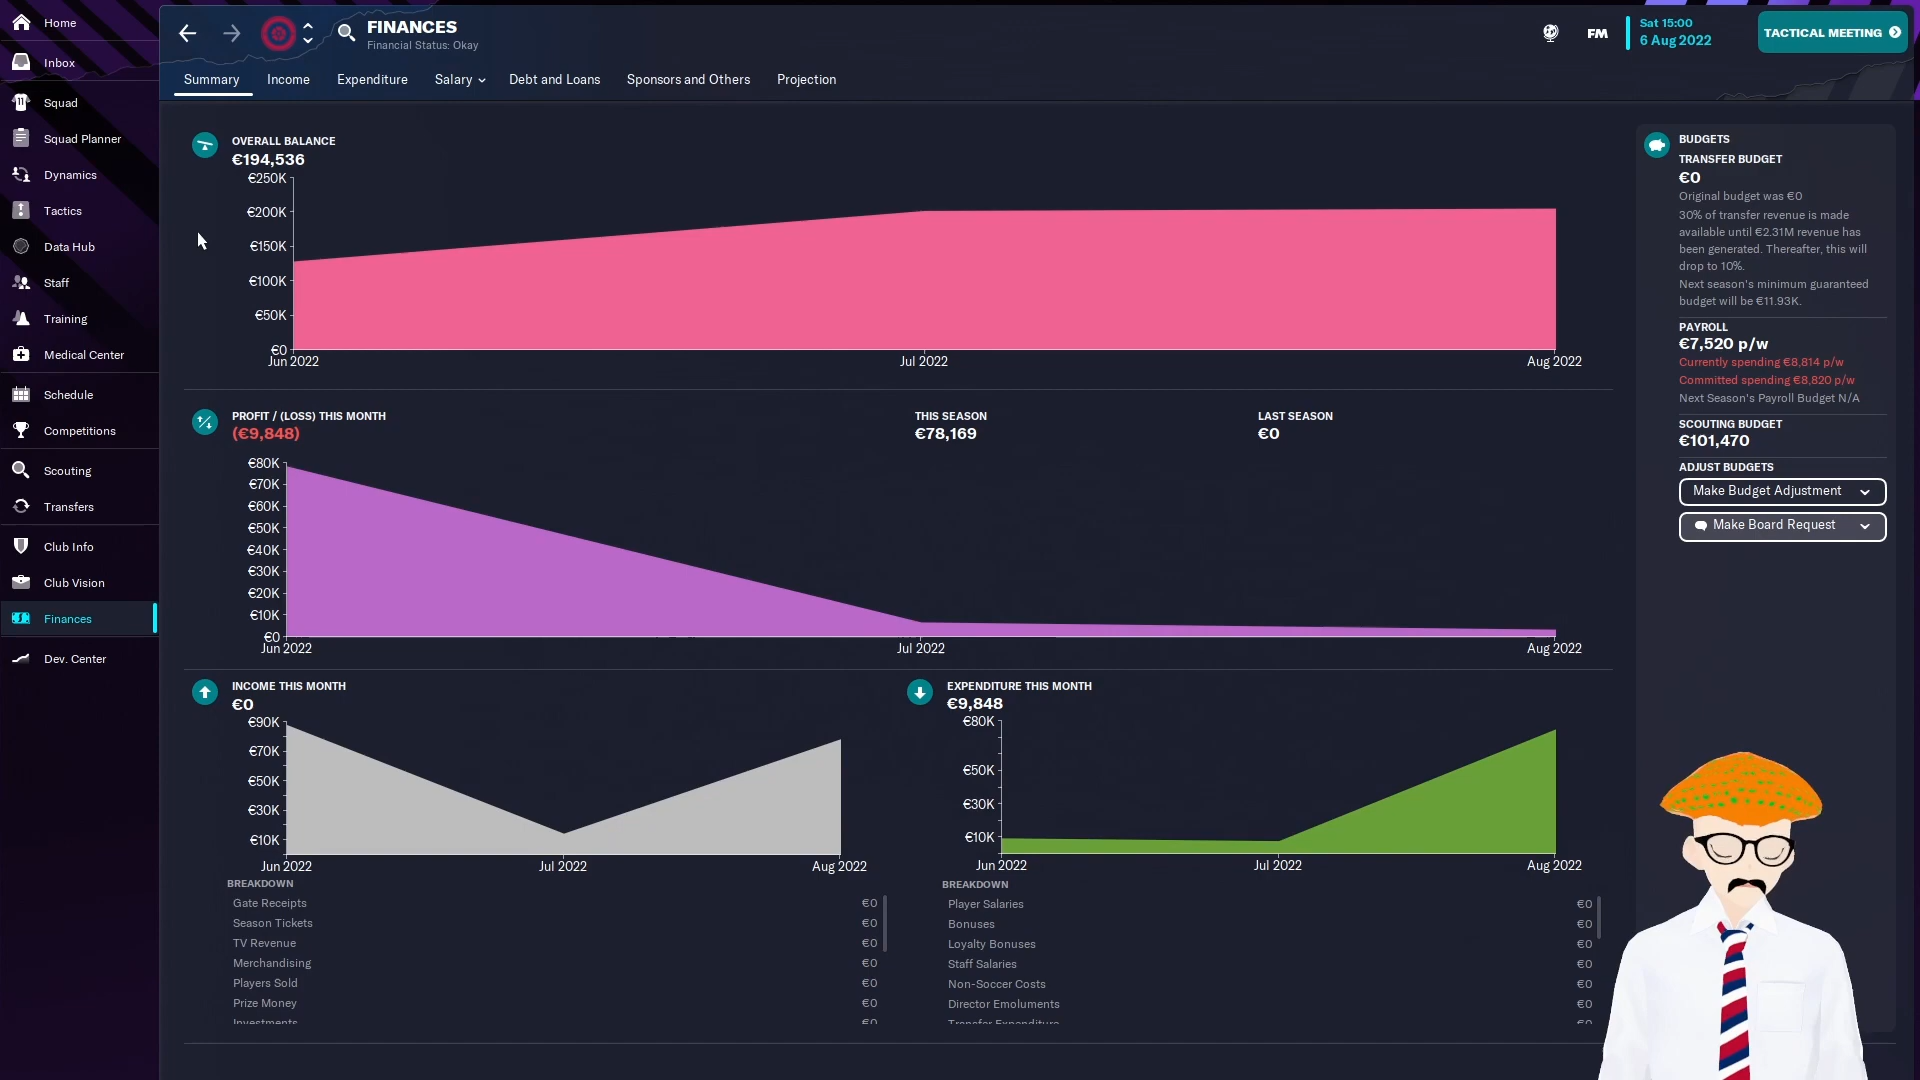 Home
Inbox
Squad
Squad Planner
Dynamics
Tactics
Data Hub
Staff
Training
Medical Center
Schedule
Competitions
Scouting
Transfers
Club Info
Club Vision
Finances
Dev. Center
FINANCES
Financial Status: Okay
FM
Sat 15:00
6 Aug 2022
TACTICAL MEETING
Summary
Income
Expenditure
Salary
Debt and Loans
Sponsors and Others
Projection
OVERALL BALANCE
€194,536
€250K
€200K
€150K
€100K
€50K
€0
Jun 2022
Jul 2022
Aug 2022
PROFIT / (LOSS) THIS MONTH
(€9,848)
THIS SEASON
€78,169
LAST SEASON
€0
€80K
€70K
€60K
€50K
€40K
€30K
€20K
€10K
€0
Jun 2022
Jul 2022
Aug 2022
INCOME THIS MONTH
€0
€90K
€70K
€50K
€30K
€10K
Jun 2022
Jul 2022
Aug 2022
BREAKDOWN
Gate Receipts €0
Season Tickets €0
TV Revenue €0
Merchandising €0
Players Sold €0
Prize Money €0
Investments €0
EXPENDITURE THIS MONTH
€9,848
€80K
€50K
€30K
€10K
Jun 2022
Jul 2022
Aug 2022
BREAKDOWN
Player Salaries €0
Bonuses €0
Loyalty Bonuses €0
Staff Salaries €0
Non-Soccer Costs €0
Director Emoluments €0
Transfer Expenditure €0
BUDGETS
TRANSFER BUDGET
€0
Original budget was €0
30% of transfer revenue is made
available until €2.31M revenue has
been generated. Thereafter, this will
drop to 10%.
Next season's minimum guaranteed
budget will be €11.93K.
PAYROLL
€7,520 p/w
Currently spending €8,814 p/w
Committed spending €8,820 p/w
Next Season's Payroll Budget N/A
SCOUTING BUDGET
€101,470
ADJUST BUDGETS
Make Budget Adjustment
Make Board Request